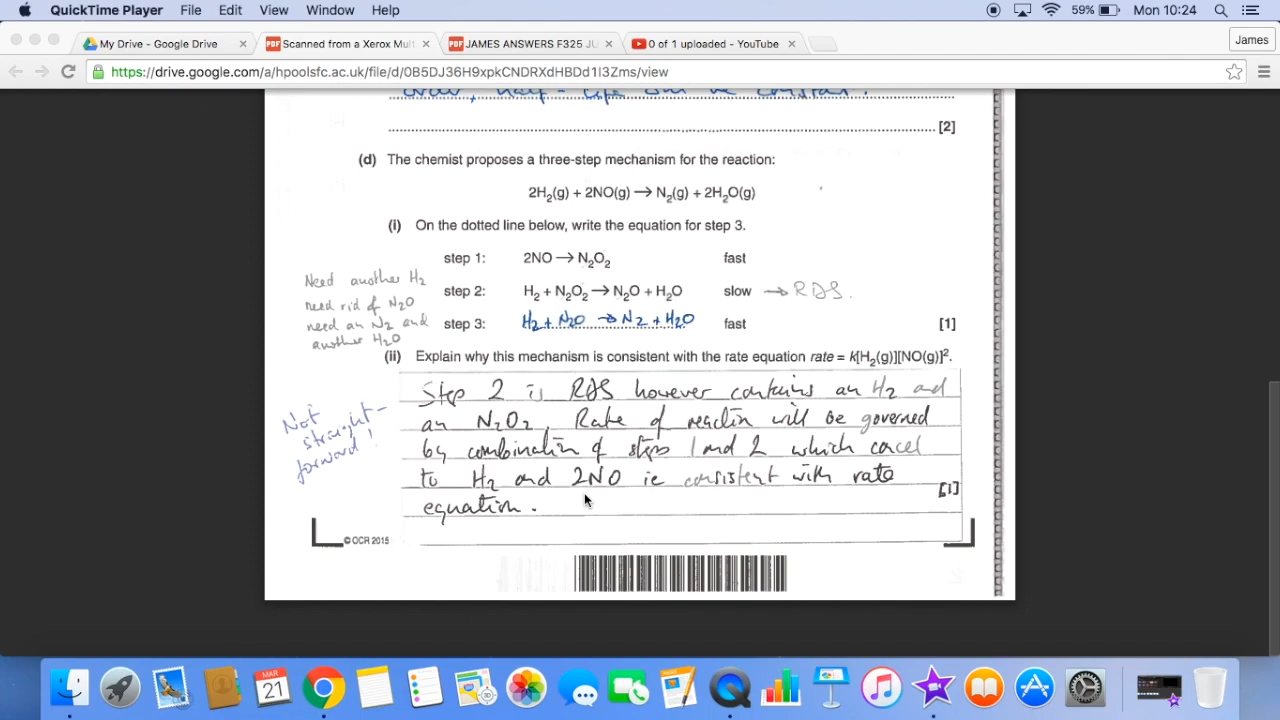 QuickTime Player File Edit View Window Help 59% Mon 10:24
My Drive - Google Drive × Scanned from a Xerox Mul × JAMES ANSWERS F325 JU × 0 of 1 uploaded - YouTube × James
https://drive.google.com/a/hpoolsfc.ac.uk/file/d/0B5DJ36H9xpkCNDRXdHBDd1I3Zms/view
order, half-life will be constant.
[2]
(d) The chemist proposes a three-step mechanism for the reaction:
2H₂(g) + 2NO(g) → N₂(g) + 2H₂O(g)
(i) On the dotted line below, write the equation for step 3.
step 1: 2NO → N₂O₂ fast
Need another H₂
step 2: H₂ + N₂O₂ → N₂O + H₂O slow → RDS.
need rid of N₂O
need an N₂ and
step 3: H₂ + N₂O → N₂ + H₂O fast [1]
another H₂O
(ii) Explain why this mechanism is consistent with the rate equation rate = k[H₂(g)][NO(g)]².
Step 2 is RDS however contains an H₂ and
an N₂O₂. Rate of reaction will be governed
by combination of steps 1 and 2 which cancel
to H₂ and 2NO ie consistent with rate
[1]
equation.
Not
straight-
forward!
© OCR 2015
MAR
21